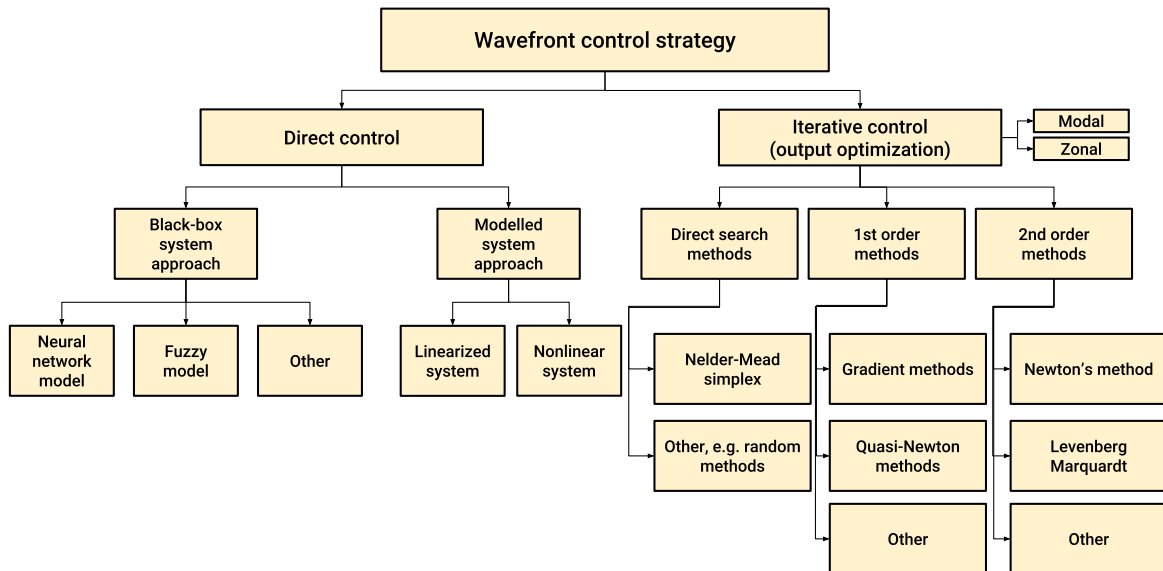 Wavefront control strategy
Direct control
Iterative control
(output optimization)
Modal
Zonal
Black-box
system
approach
Modelled
system
approach
Direct search
methods
1st order
methods
2nd order
methods
Neural
network
model
Fuzzy
model
Other
Linearized
system
Nonlinear
system
Nelder-Mead
simplex
Gradient methods
Newton’s method
Other, e.g. random
methods
Quasi-Newton
methods
Levenberg
Marquardt
Other
Other